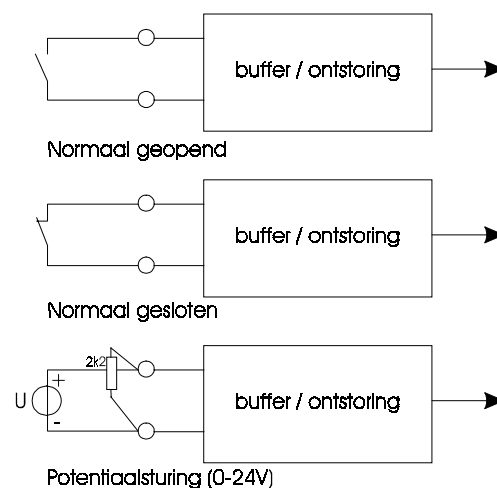 buffer / ontstoring
Normaal geopend
buffer / ontstoring
Normaal gesloten
2k2
+
U
-
buffer / ontstoring
Potentiaalsturing (0-24V)